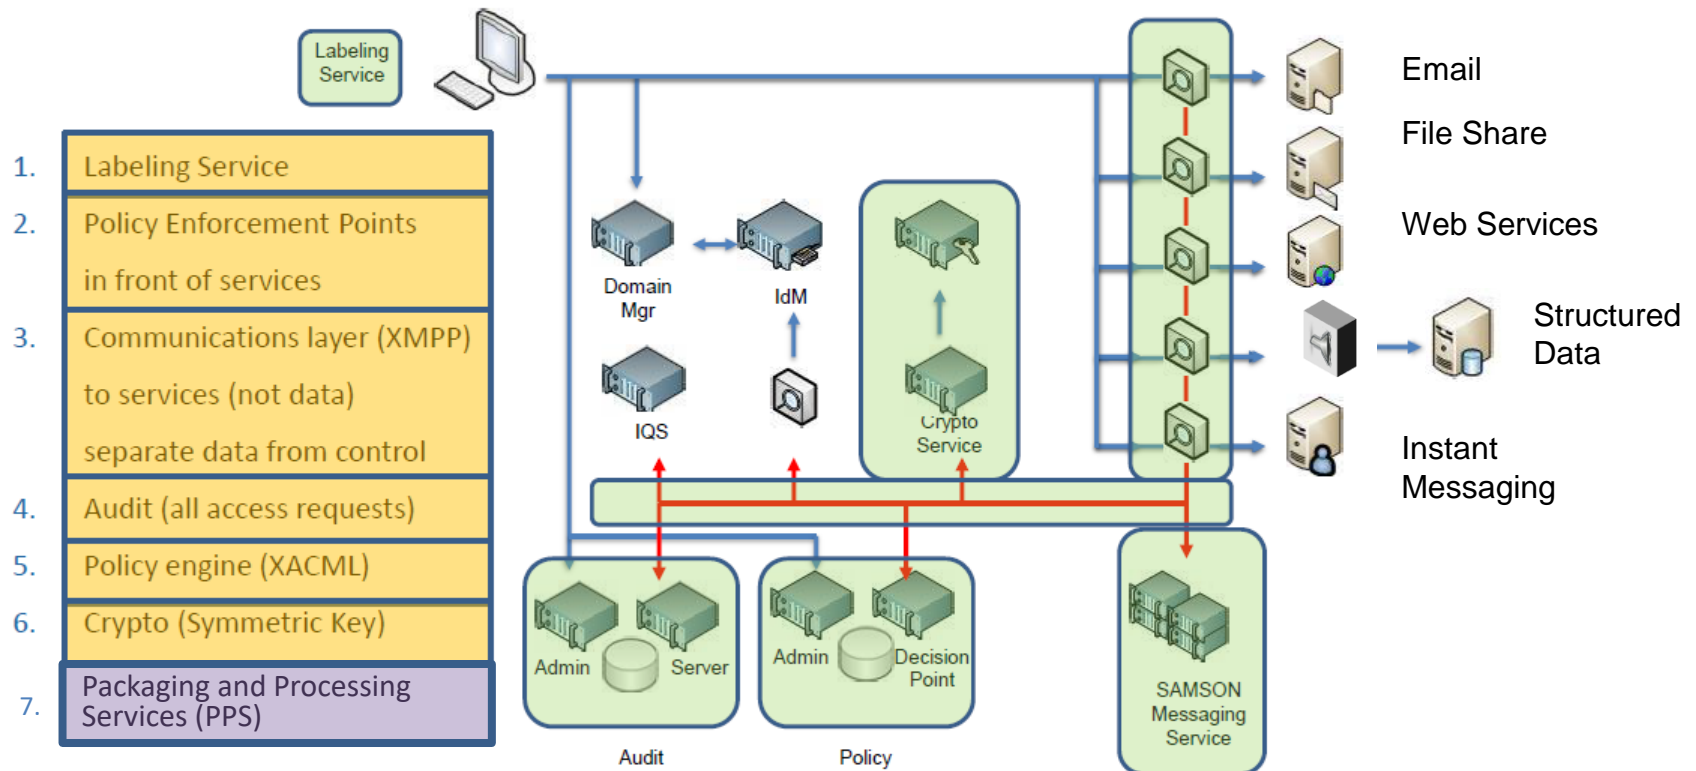 Labeling
Service
1. Labeling Service
2. Policy Enforcement Points
in front of services
3. Communications layer (XMPP)
to services (not data)
separate data from control
4. Audit (all access requests)
5. Policy engine (XACML)
6. Crypto (Symmetric Key)
7. Packaging and Processing
Services (PPS)
Domain
Mgr
IdM
IQS
Crypto
Service
Email
File Share
Web Services
Structured
Data
Instant
Messaging
Admin
Server
Audit
Admin
Decision
Point
Policy
SAMSON
Messaging
Service